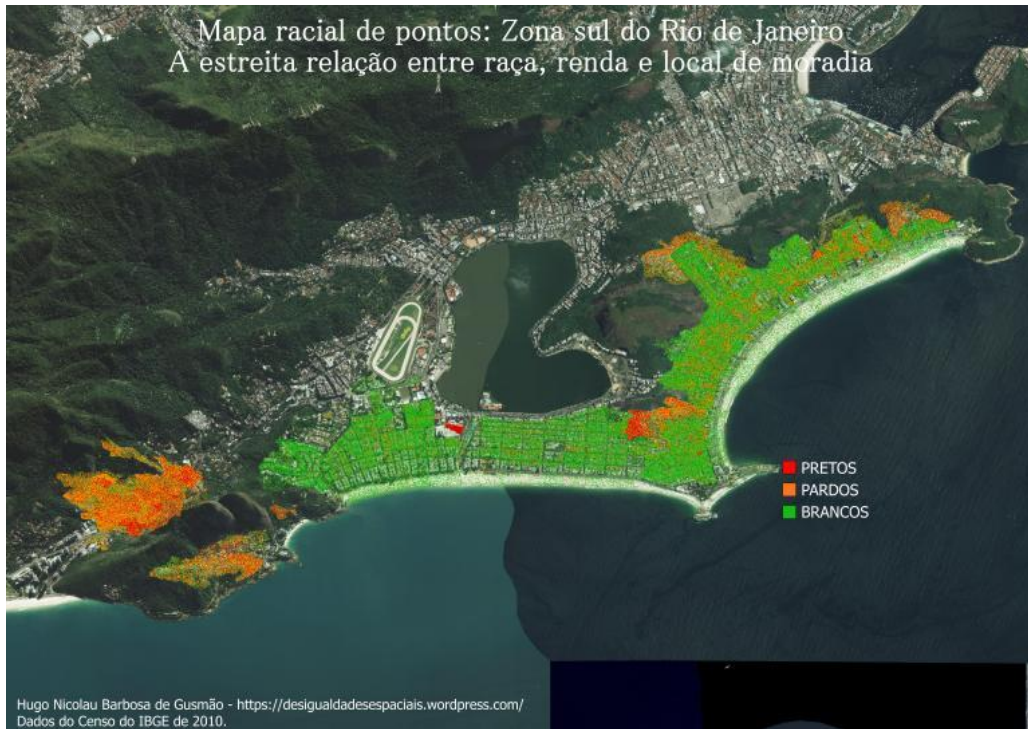 Mapa racial de pontos: Zona sul do Rio de Janeiro
A estreita relação entre raça, renda e local de moradia
PRETOS
PARDOS
BRANCOS
Hugo Nicolau Barbosa de Gusmão - https://desigualdadesespaciais.wordpress.com/
Dados do Censo do IBGE de 2010.